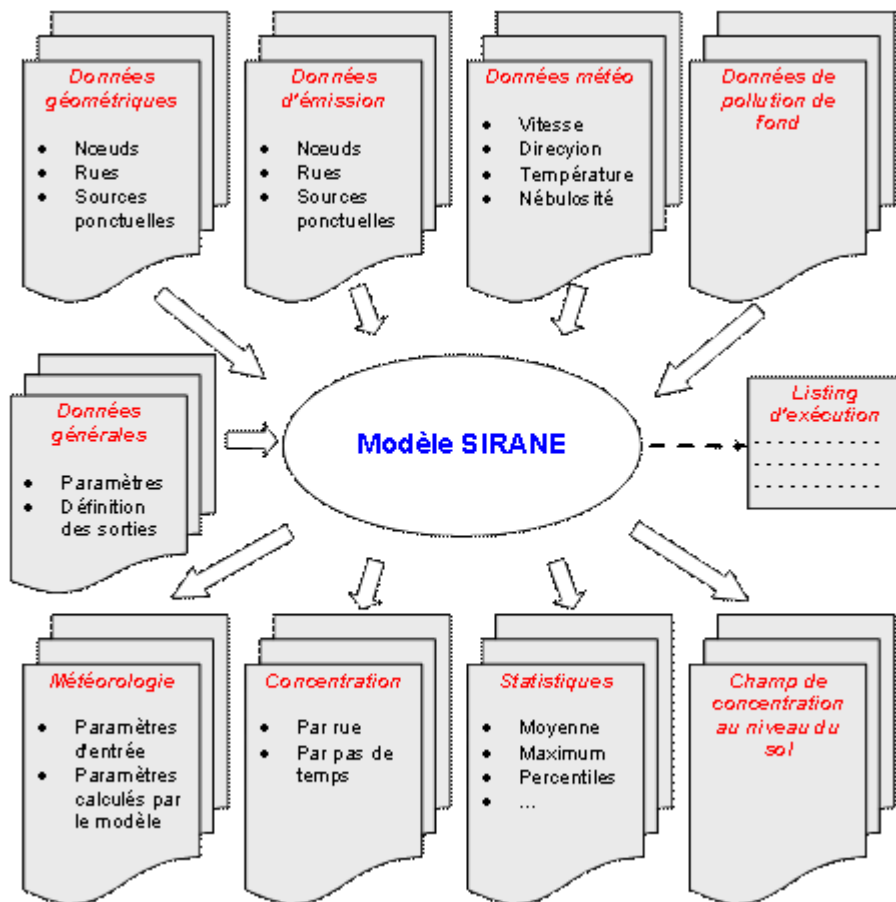 Données
géométriques
• Nœuds
• Rues
• Sources
ponctuelles
Données
d'émission
• Nœuds
• Rues
• Sources
ponctuelles
Données météo
• Vitesse
• Direcyion
• Température
• Nébulosité
Données de
pollution de
fond
Données
générales
• Paramètres
• Définition
des sorties
Modèle SIRANE
Listing
d'exécution
Météorologie
• Paramètres
d'entrée
• Paramètres
calculés par
le modèle
Concentration
• Par rue
• Par pas de
temps
Statistiques
• Moyenne
• Maximum
• Percentiles
• ...
Champ de
concentration
au niveau du
sol